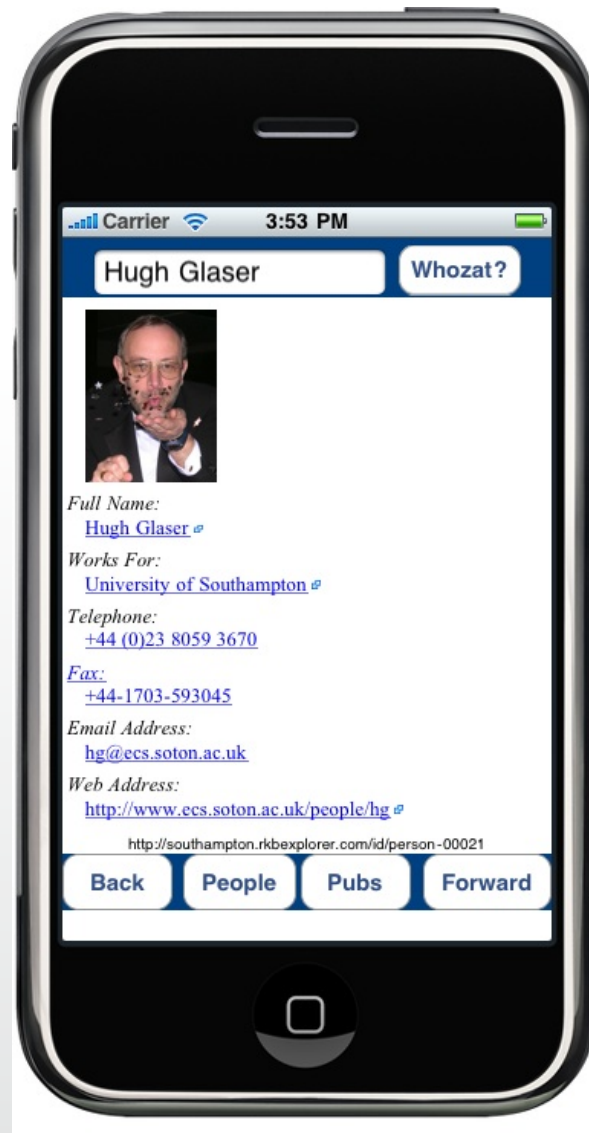 Carrier 3:53 PM
Hugh Glaser Whozat?
Full Name:
Hugh Glaser
Works For:
University of Southampton
Telephone:
+44 (0)23 8059 3670
Fax:
+44-1703-593045
Email Address:
hg@ecs.soton.ac.uk
Web Address:
http://www.ecs.soton.ac.uk/people/hg
http://southampton.rkbexplorer.com/id/person-00021
Back People Pubs Forward